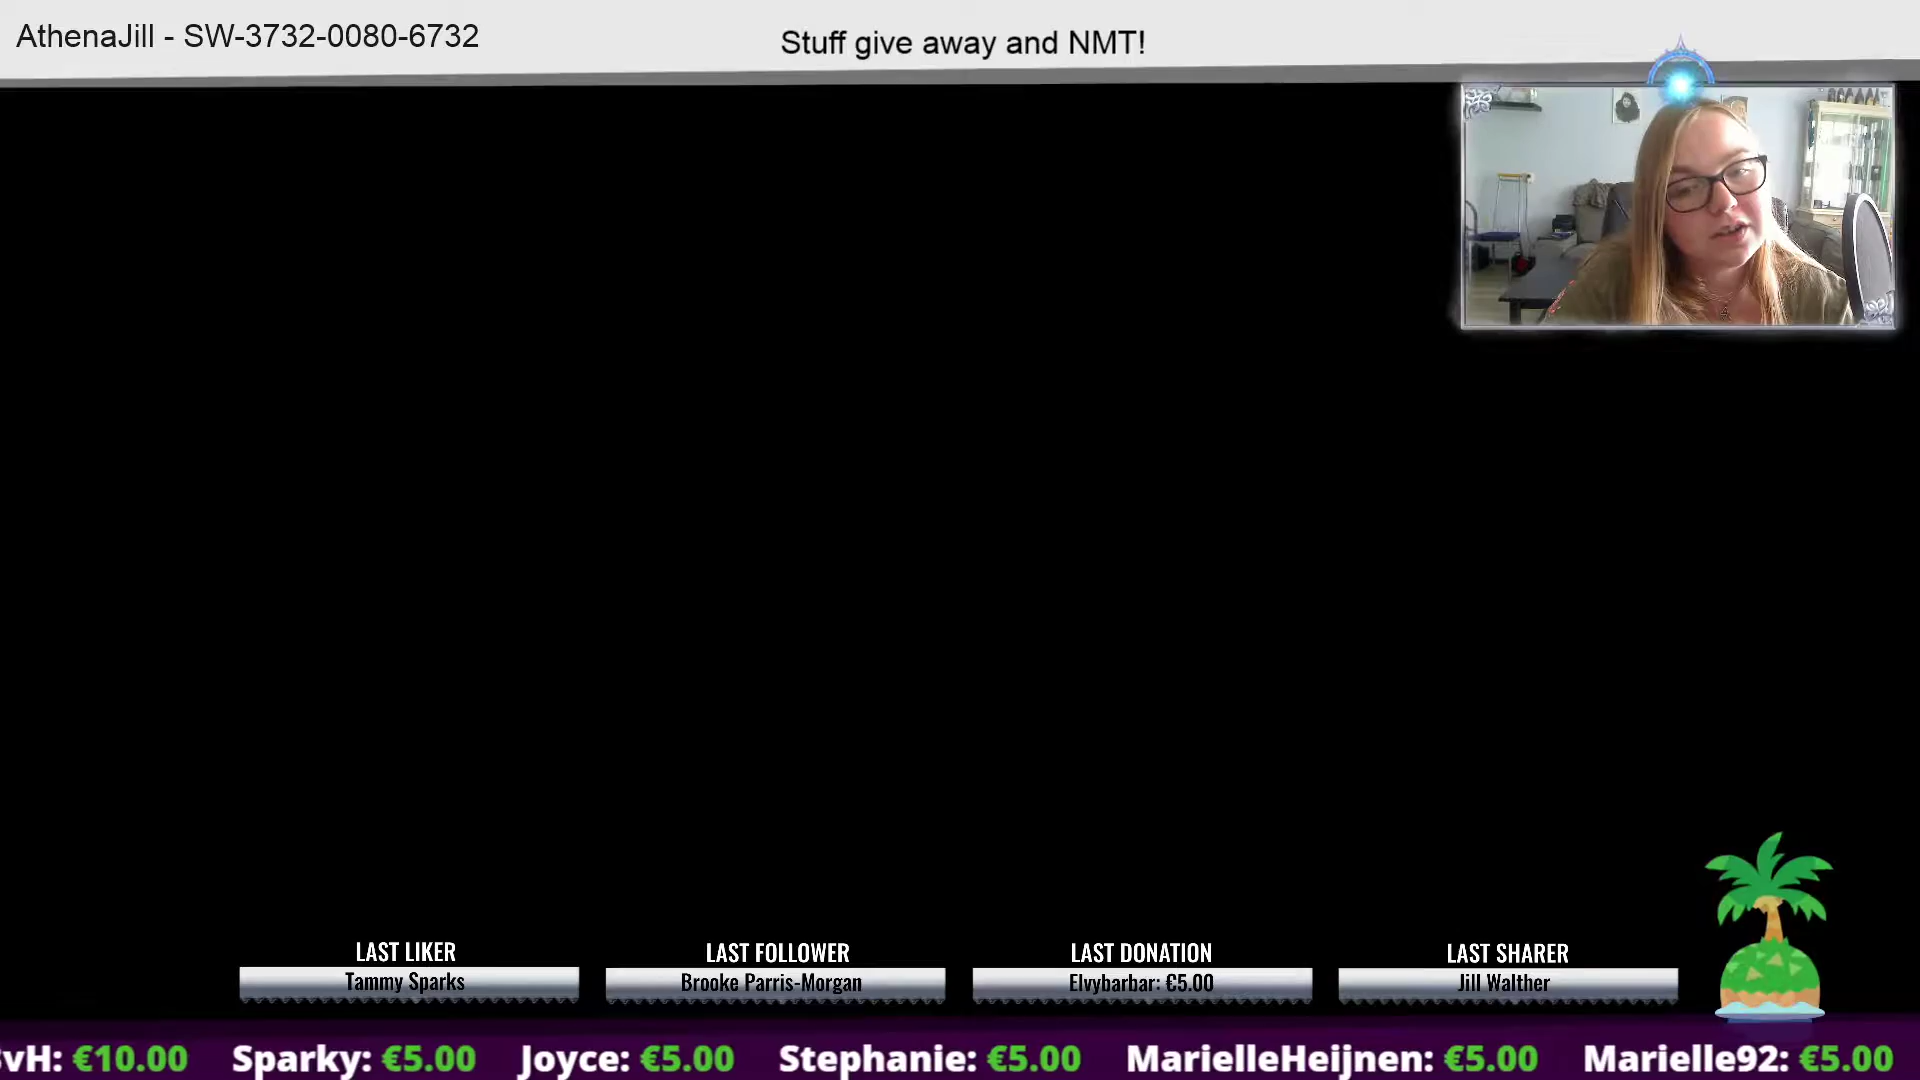 AthenaJill - SW-3732-0080-6732
Stuff give away and NMT!
LAST LIKER
Tammy Sparks
LAST FOLLOWER
Brooke Parris-Morgan
LAST DONATION
Elvybarbar: €5.00
LAST SHARER
Jill Walther
vH: €10.00 Sparky: €5.00 Joyce: €5.00 Stephanie: €5.00 MarielleHeijnen: €5.00 Marielle92: €5.00